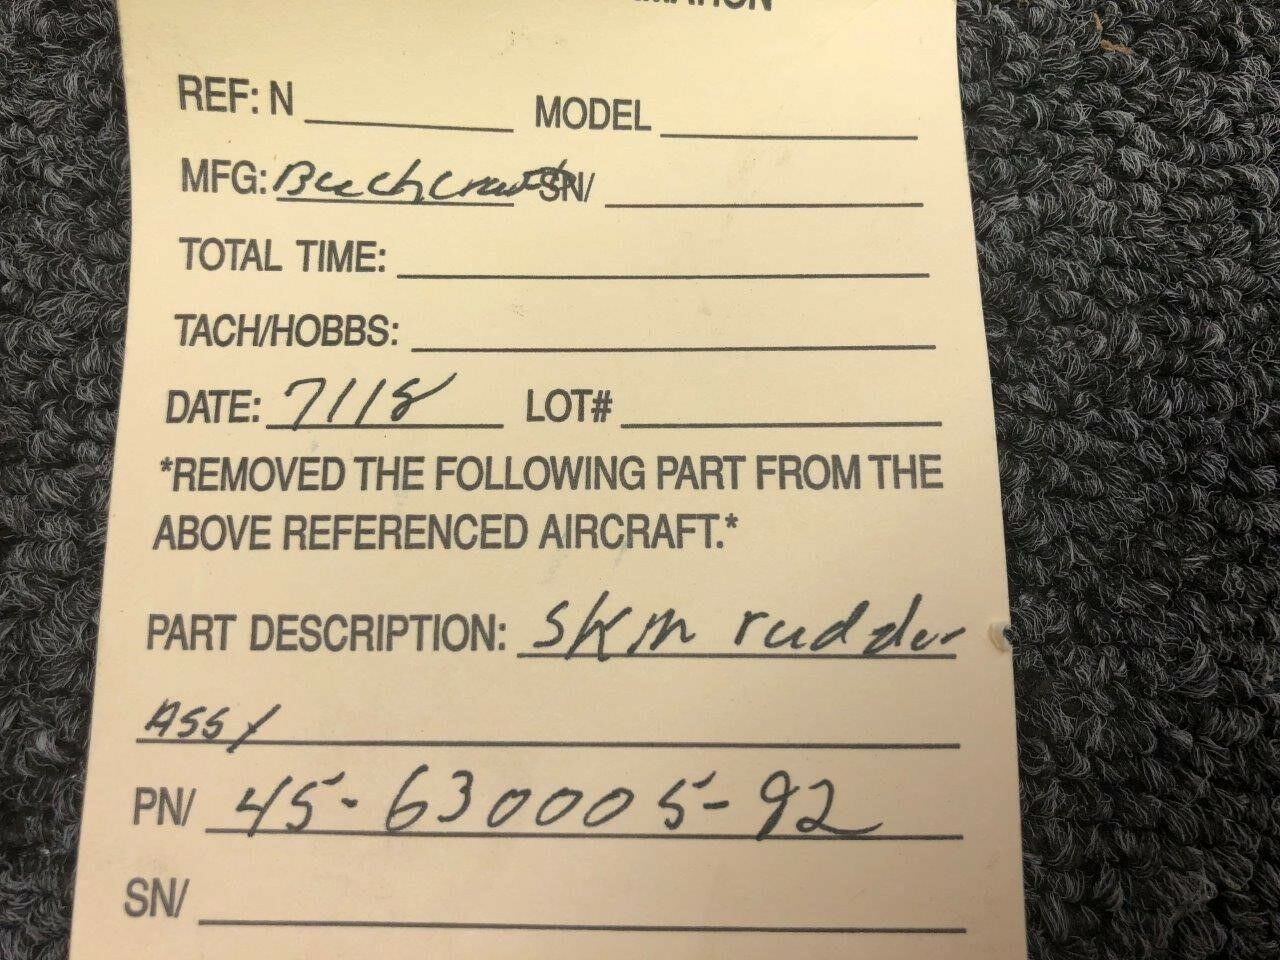 REF: N MODEL
MFG: Beechcraft SN/
TOTAL TIME:
TACH/HOBBS:
DATE: 7118 LOT#
*REMOVED THE FOLLOWING PART FROM THE
ABOVE REFERENCED AIRCRAFT.*
PART DESCRIPTION: Skin rudder
Assy
PN/ 45-630005-92
SN/